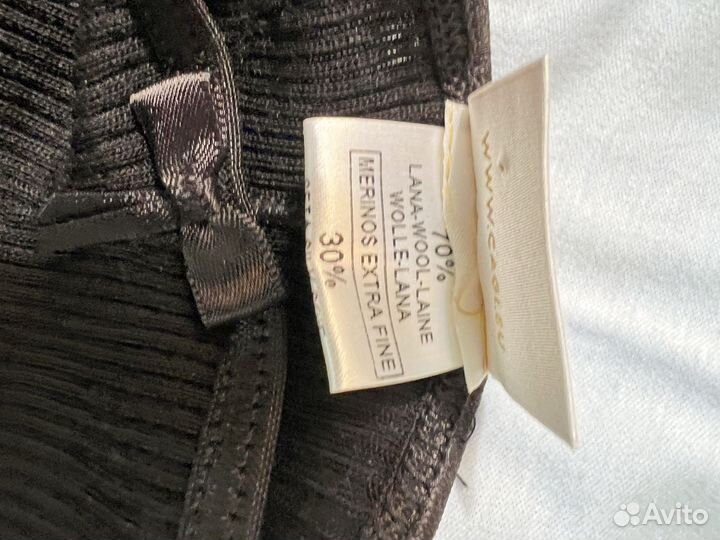 70%
LANA-WOOL-LAINE
WOLLE-LANA
MERINOS EXTRA FINE
30%
Avito